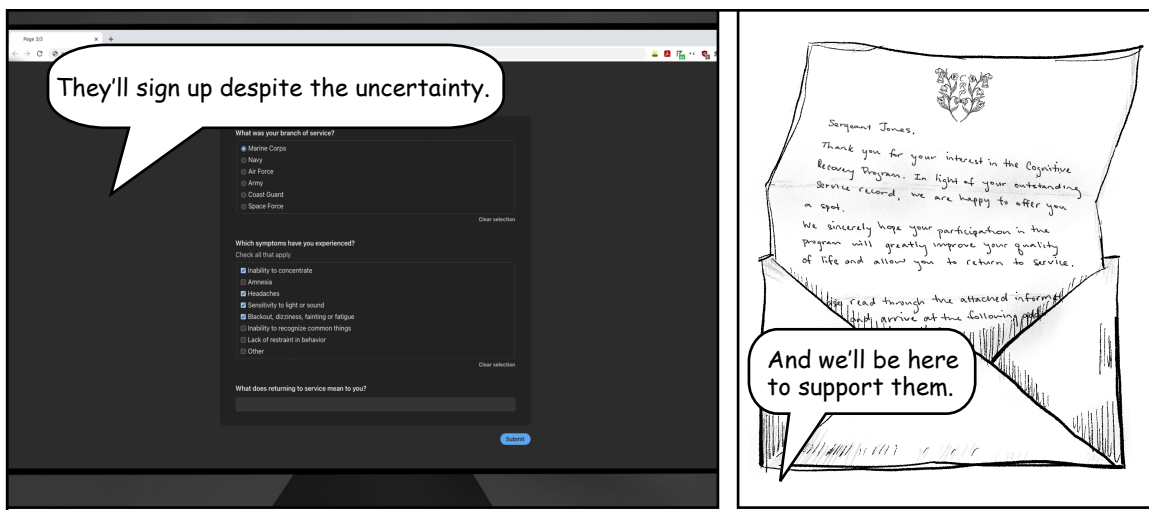 Page 3/3
They'll sign up despite the uncertainty.
What was your branch of service?
Marine Corps
Navy
Air Force
Army
Coast Guard
Space Force
Clear selection
Which symptoms have you experienced?
Check all that apply
Inability to concentrate
Amnesia
Headaches
Sensitivity to light or sound
Blackout, dizziness, fainting or fatigue
Inability to recognize common things
Lack of restraint in behavior
Other
Clear selection
What does returning to service mean to you?
Submit
Sergeant Jones,
Thank you for your interest in the Cognitive
Recovery Program. In light of your outstanding
service record, we are happy to offer you
a spot.
We sincerely hope your participation in the
program will greatly improve your quality
of life and allow you to return to service.
read through the attached
and arrive at the following
And we'll be here
to support them.